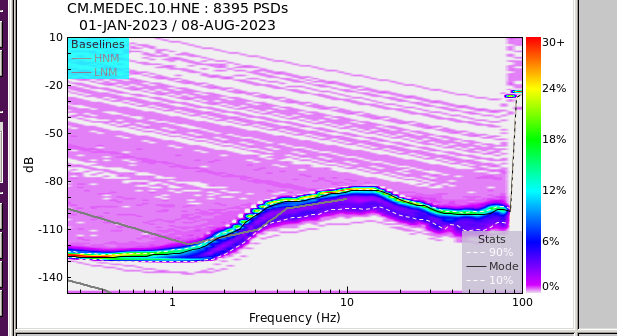 CM.MEDEC.10.HNE : 8395 PSDs
01-JAN-2023 / 08-AUG-2023
Baselines
HNM
LNM
10
-20
-50
-80
-110
-140
dB
1
10
100
Frequency (Hz)
Stats
90%
Mode
10%
30+
24%
18%
12%
6%
0%